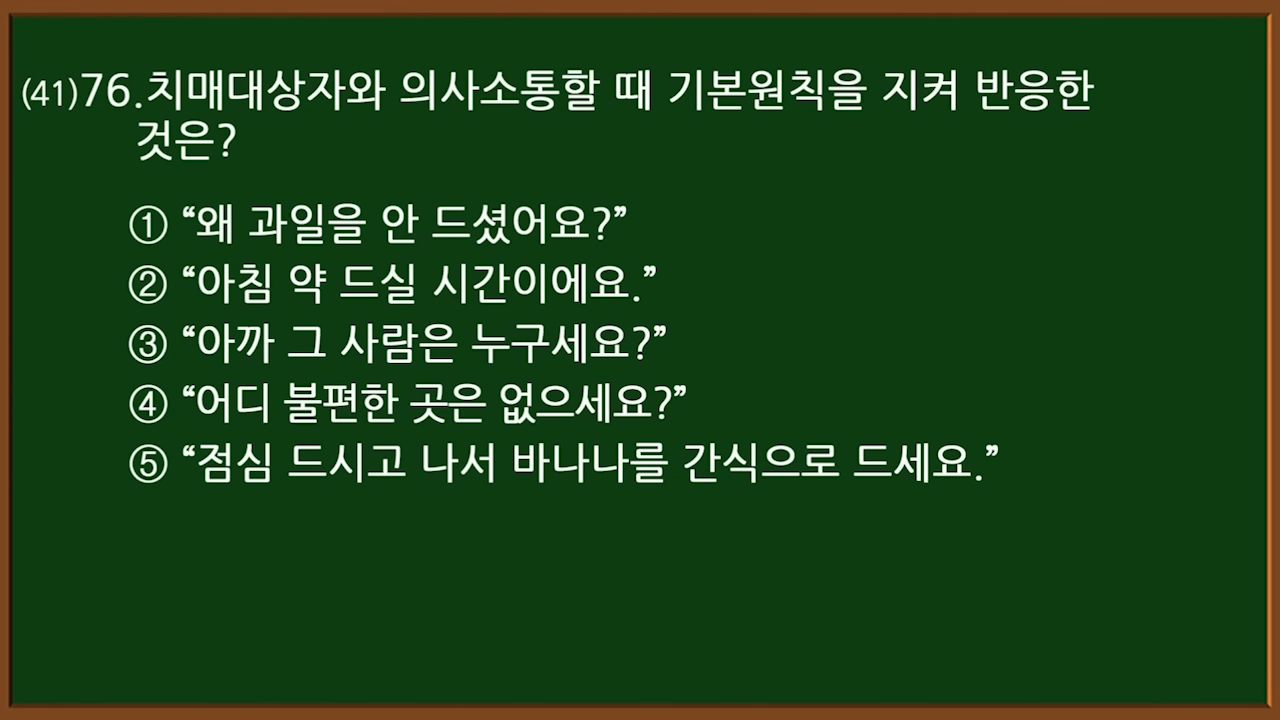 (41)76.치매대상자와 의사소통할 때 기본원칙을 지켜 반응한
것은?
① “왜 과일을 안 드셨어요?”
② “아침 약 드실 시간이에요.”
③ “아까 그 사람은 누구세요?”
④ “어디 불편한 곳은 없으세요?”
⑤ “점심 드시고 나서 바나나를 간식으로 드세요.”